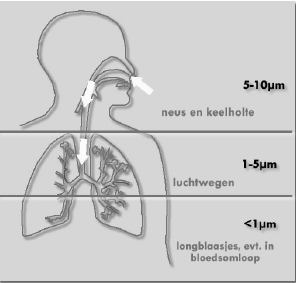 5-10µm
neus en keelholte
1-5µm
luchtwegen
<1µm
longblaasjes, evt. in
bloedsomloop